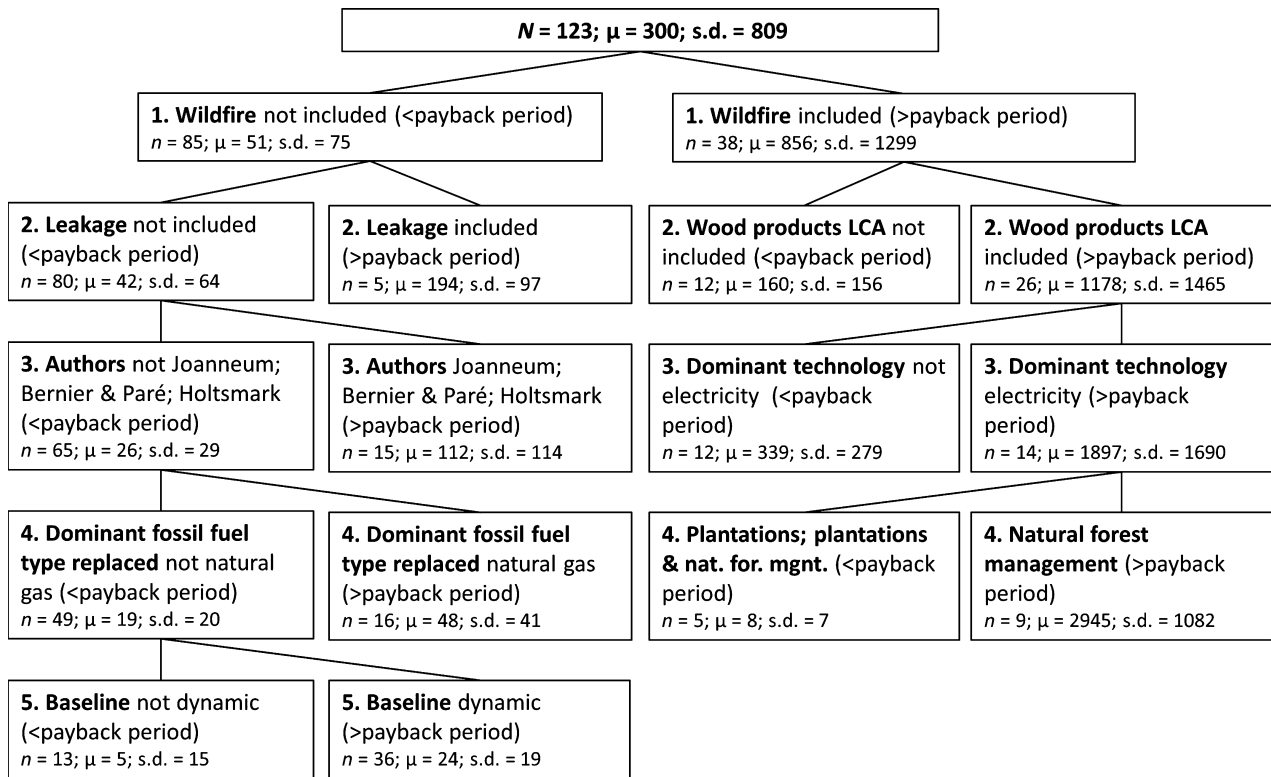 N = 123; μ = 300; s.d. = 809
1. Wildfire not included (<payback period)
n = 85; μ = 51; s.d. = 75
1. Wildfire included (>payback period)
n = 38; μ = 856; s.d. = 1299
2. Leakage not included
(<payback period)
n = 80; μ = 42; s.d. = 64
2. Leakage included
(>payback period)
n = 5; μ = 194; s.d. = 97
2. Wood products LCA not
included (<payback period)
n = 12; μ = 160; s.d. = 156
2. Wood products LCA
included (>payback period)
n = 26; μ = 1178; s.d. = 1465
3. Authors not Joanneum;
Bernier & Paré; Holtsmark
(<payback period)
n = 65; μ = 26; s.d. = 29
3. Authors Joanneum;
Bernier & Paré; Holtsmark
(>payback period)
n = 15; μ = 112; s.d. = 114
3. Dominant technology not
electricity (<payback
period)
n = 12; μ = 339; s.d. = 279
3. Dominant technology
electricity (>payback
period)
n = 14; μ = 1897; s.d. = 1690
4. Dominant fossil fuel
type replaced not natural
gas (<payback period)
n = 49; μ = 19; s.d. = 20
4. Dominant fossil fuel
type replaced natural gas
(>payback period)
n = 16; μ = 48; s.d. = 41
4. Plantations; plantations
& nat. for. mgnt. (<payback
period)
n = 5; μ = 8; s.d. = 7
4. Natural forest
management (>payback
period)
n = 9; μ = 2945; s.d. = 1082
5. Baseline not dynamic
(<payback period)
n = 13; μ = 5; s.d. = 15
5. Baseline dynamic
(>payback period)
n = 36; μ = 24; s.d. = 19